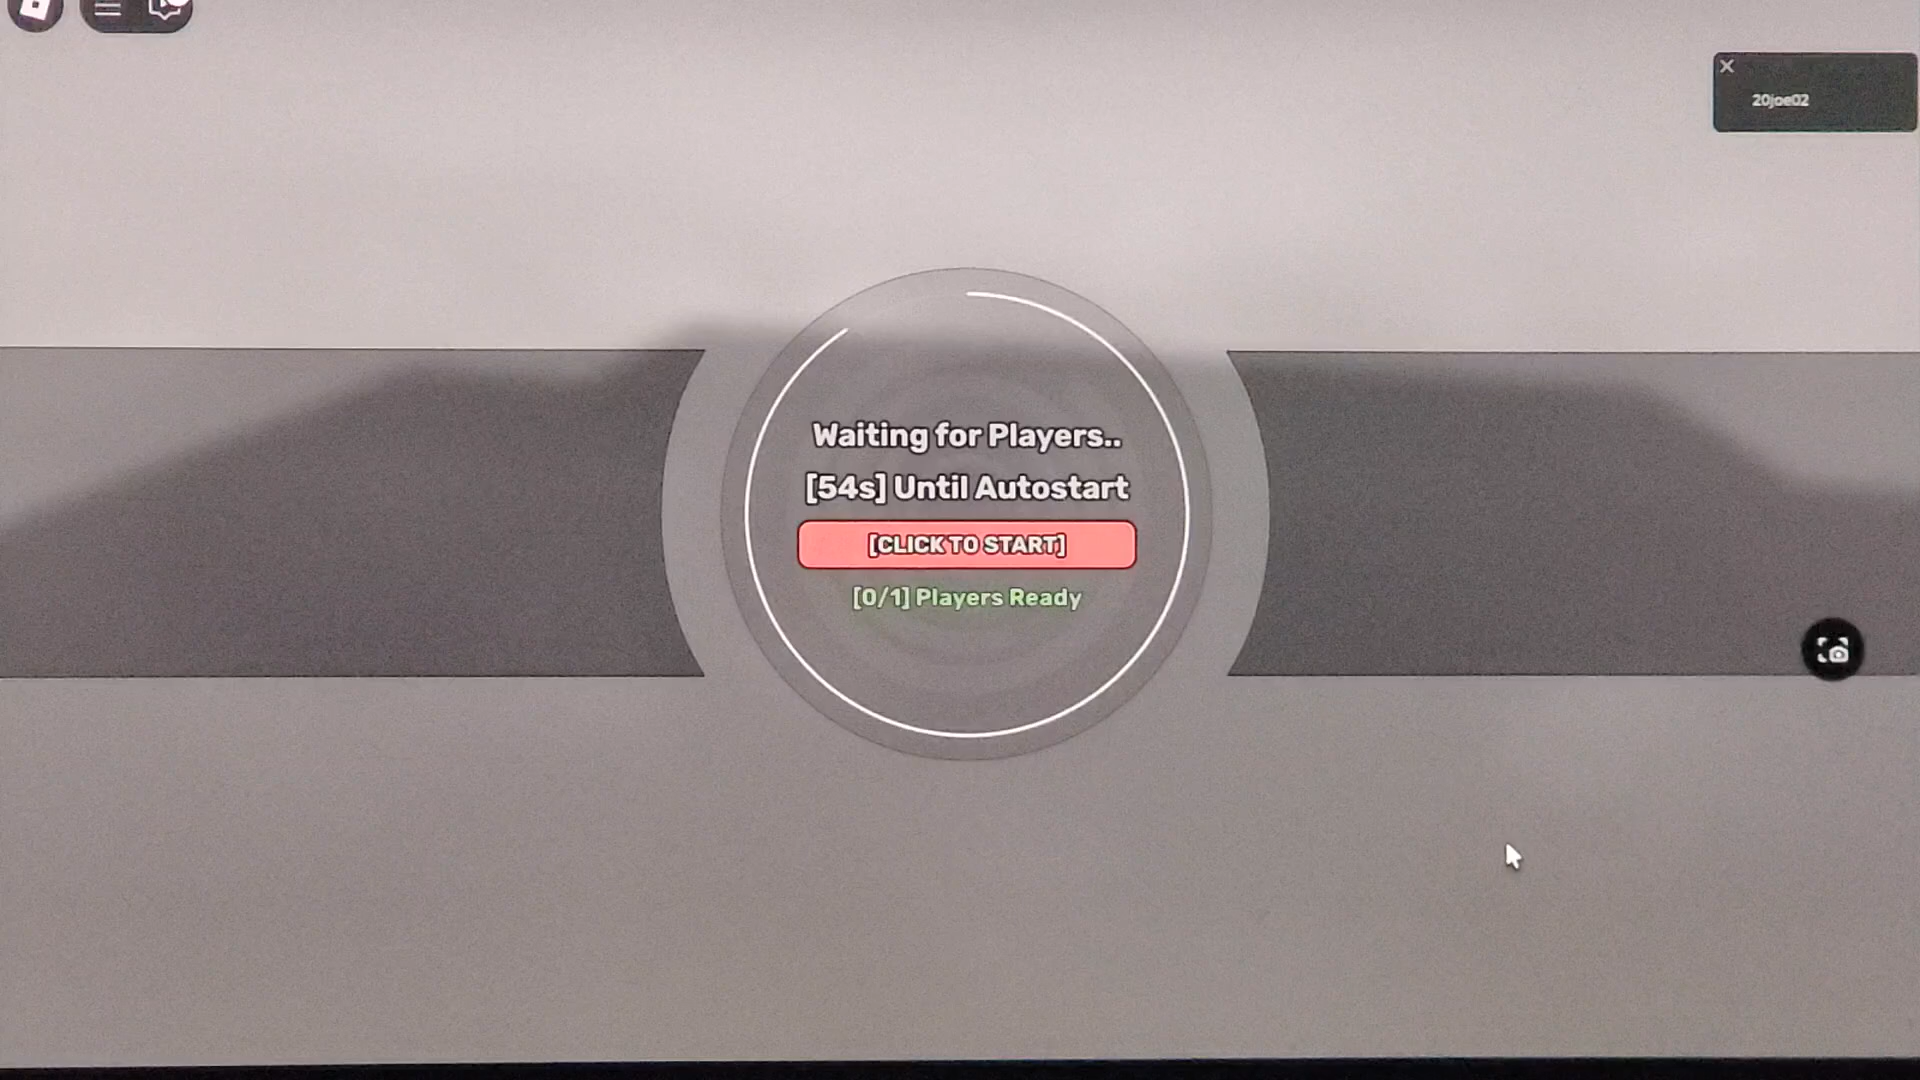 20joe02
Waiting for Players..
[54s] Until Autostart
[CLICK TO START]
[0/1] Players Ready